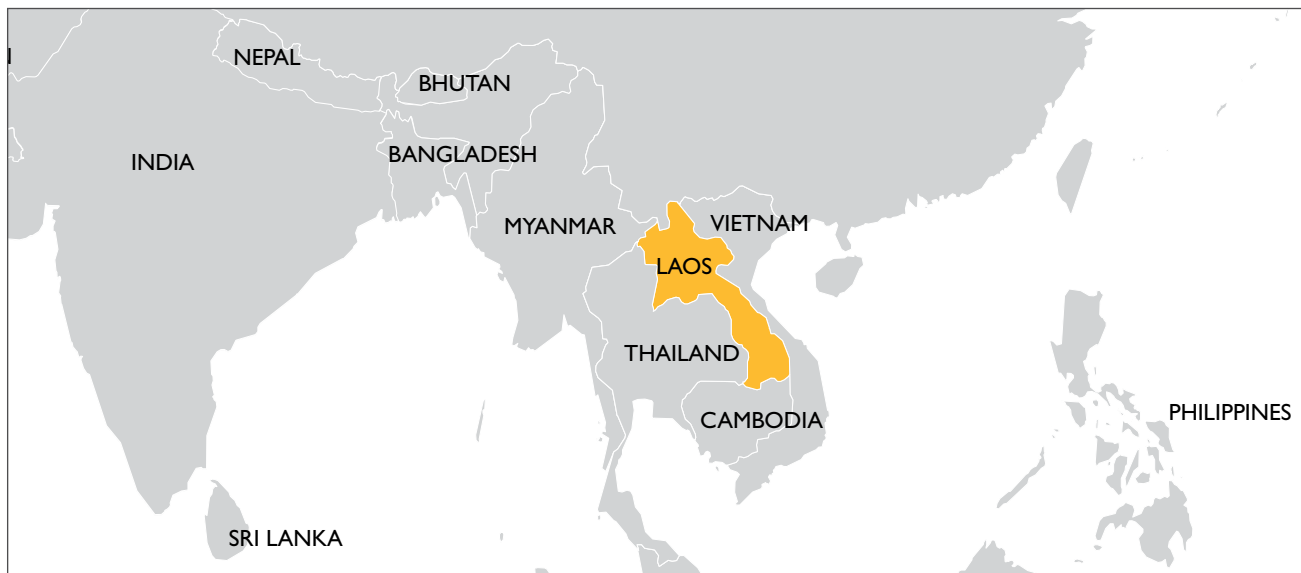 NEPAL
BHUTAN
BANGLADESH
INDIA
MYANMAR
VIETNAM
LAOS
THAILAND
CAMBODIA
PHILIPPINES
SRI LANKA